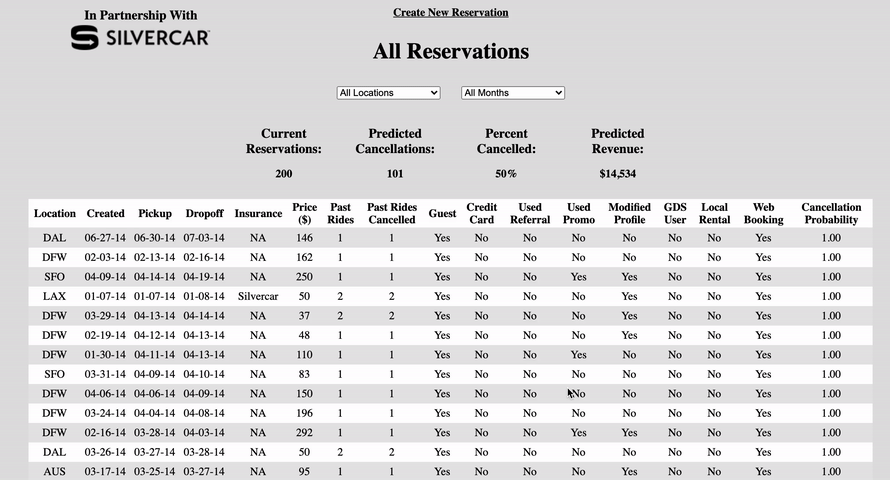 In Partnership With
SILVERCAR
Create New Reservation
All Reservations
All Locations All Months
Current Reservations: Predicted Cancellations: Percent Cancelled: Predicted Revenue:
200 101 50% $14,534
Location Created Pickup Dropoff Insurance Price ($) Past Rides Past Rides Cancelled Guest Credit Card Used Referral Used Promo Modified Profile GDS User Local Rental Web Booking Cancellation Probability
DAL 06-27-14 06-30-14 07-03-14 NA 146 1 1 Yes No No No No No No Yes 1.00
DFW 02-03-14 02-13-14 02-16-14 NA 162 1 1 Yes No No No No No No Yes 1.00
SFO 04-09-14 04-14-14 04-19-14 NA 250 1 1 Yes No No Yes Yes No No Yes 1.00
LAX 01-07-14 01-07-14 01-08-14 Silvercar 50 2 2 Yes No No No Yes No No Yes 1.00
DFW 03-29-14 04-13-14 04-14-14 NA 37 2 2 Yes No No No Yes No No Yes 1.00
DFW 02-19-14 04-12-14 04-13-14 NA 48 1 1 Yes No No No Yes No No Yes 1.00
DFW 01-30-14 04-11-14 04-13-14 NA 110 1 1 Yes No No Yes No No No Yes 1.00
SFO 03-31-14 04-09-14 04-10-14 NA 83 1 1 Yes No No No No No No Yes 1.00
DFW 04-06-14 04-06-14 04-09-14 NA 150 1 1 Yes No No No No No No Yes 1.00
DFW 03-24-14 04-04-14 04-08-14 NA 196 1 1 Yes No No No No No No Yes 1.00
DFW 02-16-14 03-28-14 04-03-14 NA 292 1 1 Yes No No Yes Yes No No Yes 1.00
DAL 03-26-14 03-27-14 03-28-14 NA 50 2 2 Yes No No No No No No Yes 1.00
AUS 03-17-14 03-25-14 03-27-14 NA 95 1 1 Yes No No No Yes No No Yes 1.00